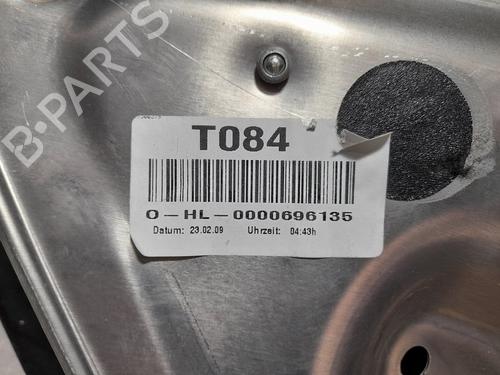 B-PARTS
T084
O-HL-0000696135
Datum: 23.02.09 Uhrzeit: 04:43h